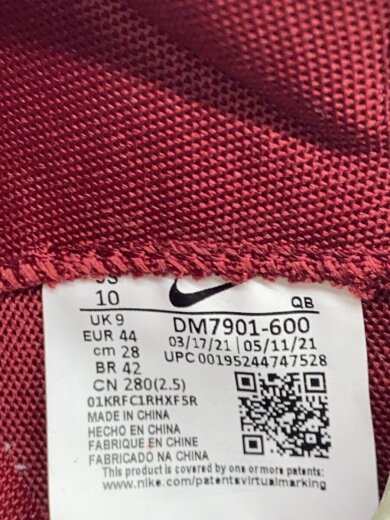 US
10
QB
UK 9
DM7901-600
EUR 44
03/17/21 | 05/11/21
cm 28
UPC 00195244747528
BR 42
CN 280(2.5)
01KRFC1RHXF5R
MADE IN CHINA
HECHO EN CHINA
FABRIQUE EN CHINE
FABRICADO NA CHINA
This product is covered by one or more patents:
www.nike.com/patentsvirtualmarking